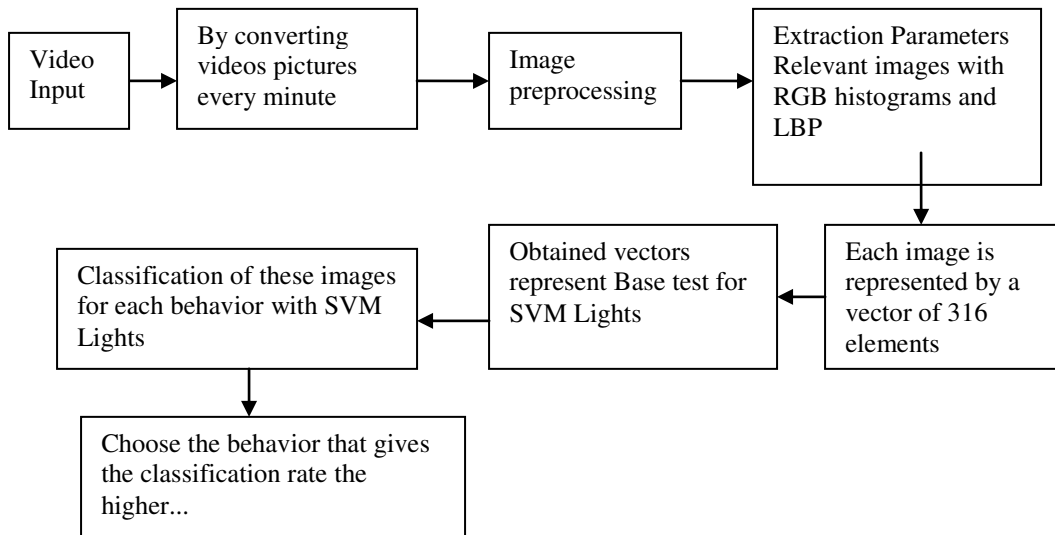 Video
Input
By converting
videos pictures
every minute
Image
preprocessing
Extraction Parameters
Relevant images with
RGB histograms and
LBP
Each image is
represented by a
vector of 316
elements
Obtained vectors
represent Base test for
SVM Lights
Classification of these images
for each behavior with SVM
Lights
Choose the behavior that gives
the classification rate the
higher...